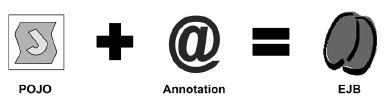 + @ =
POJO Annotation EJB